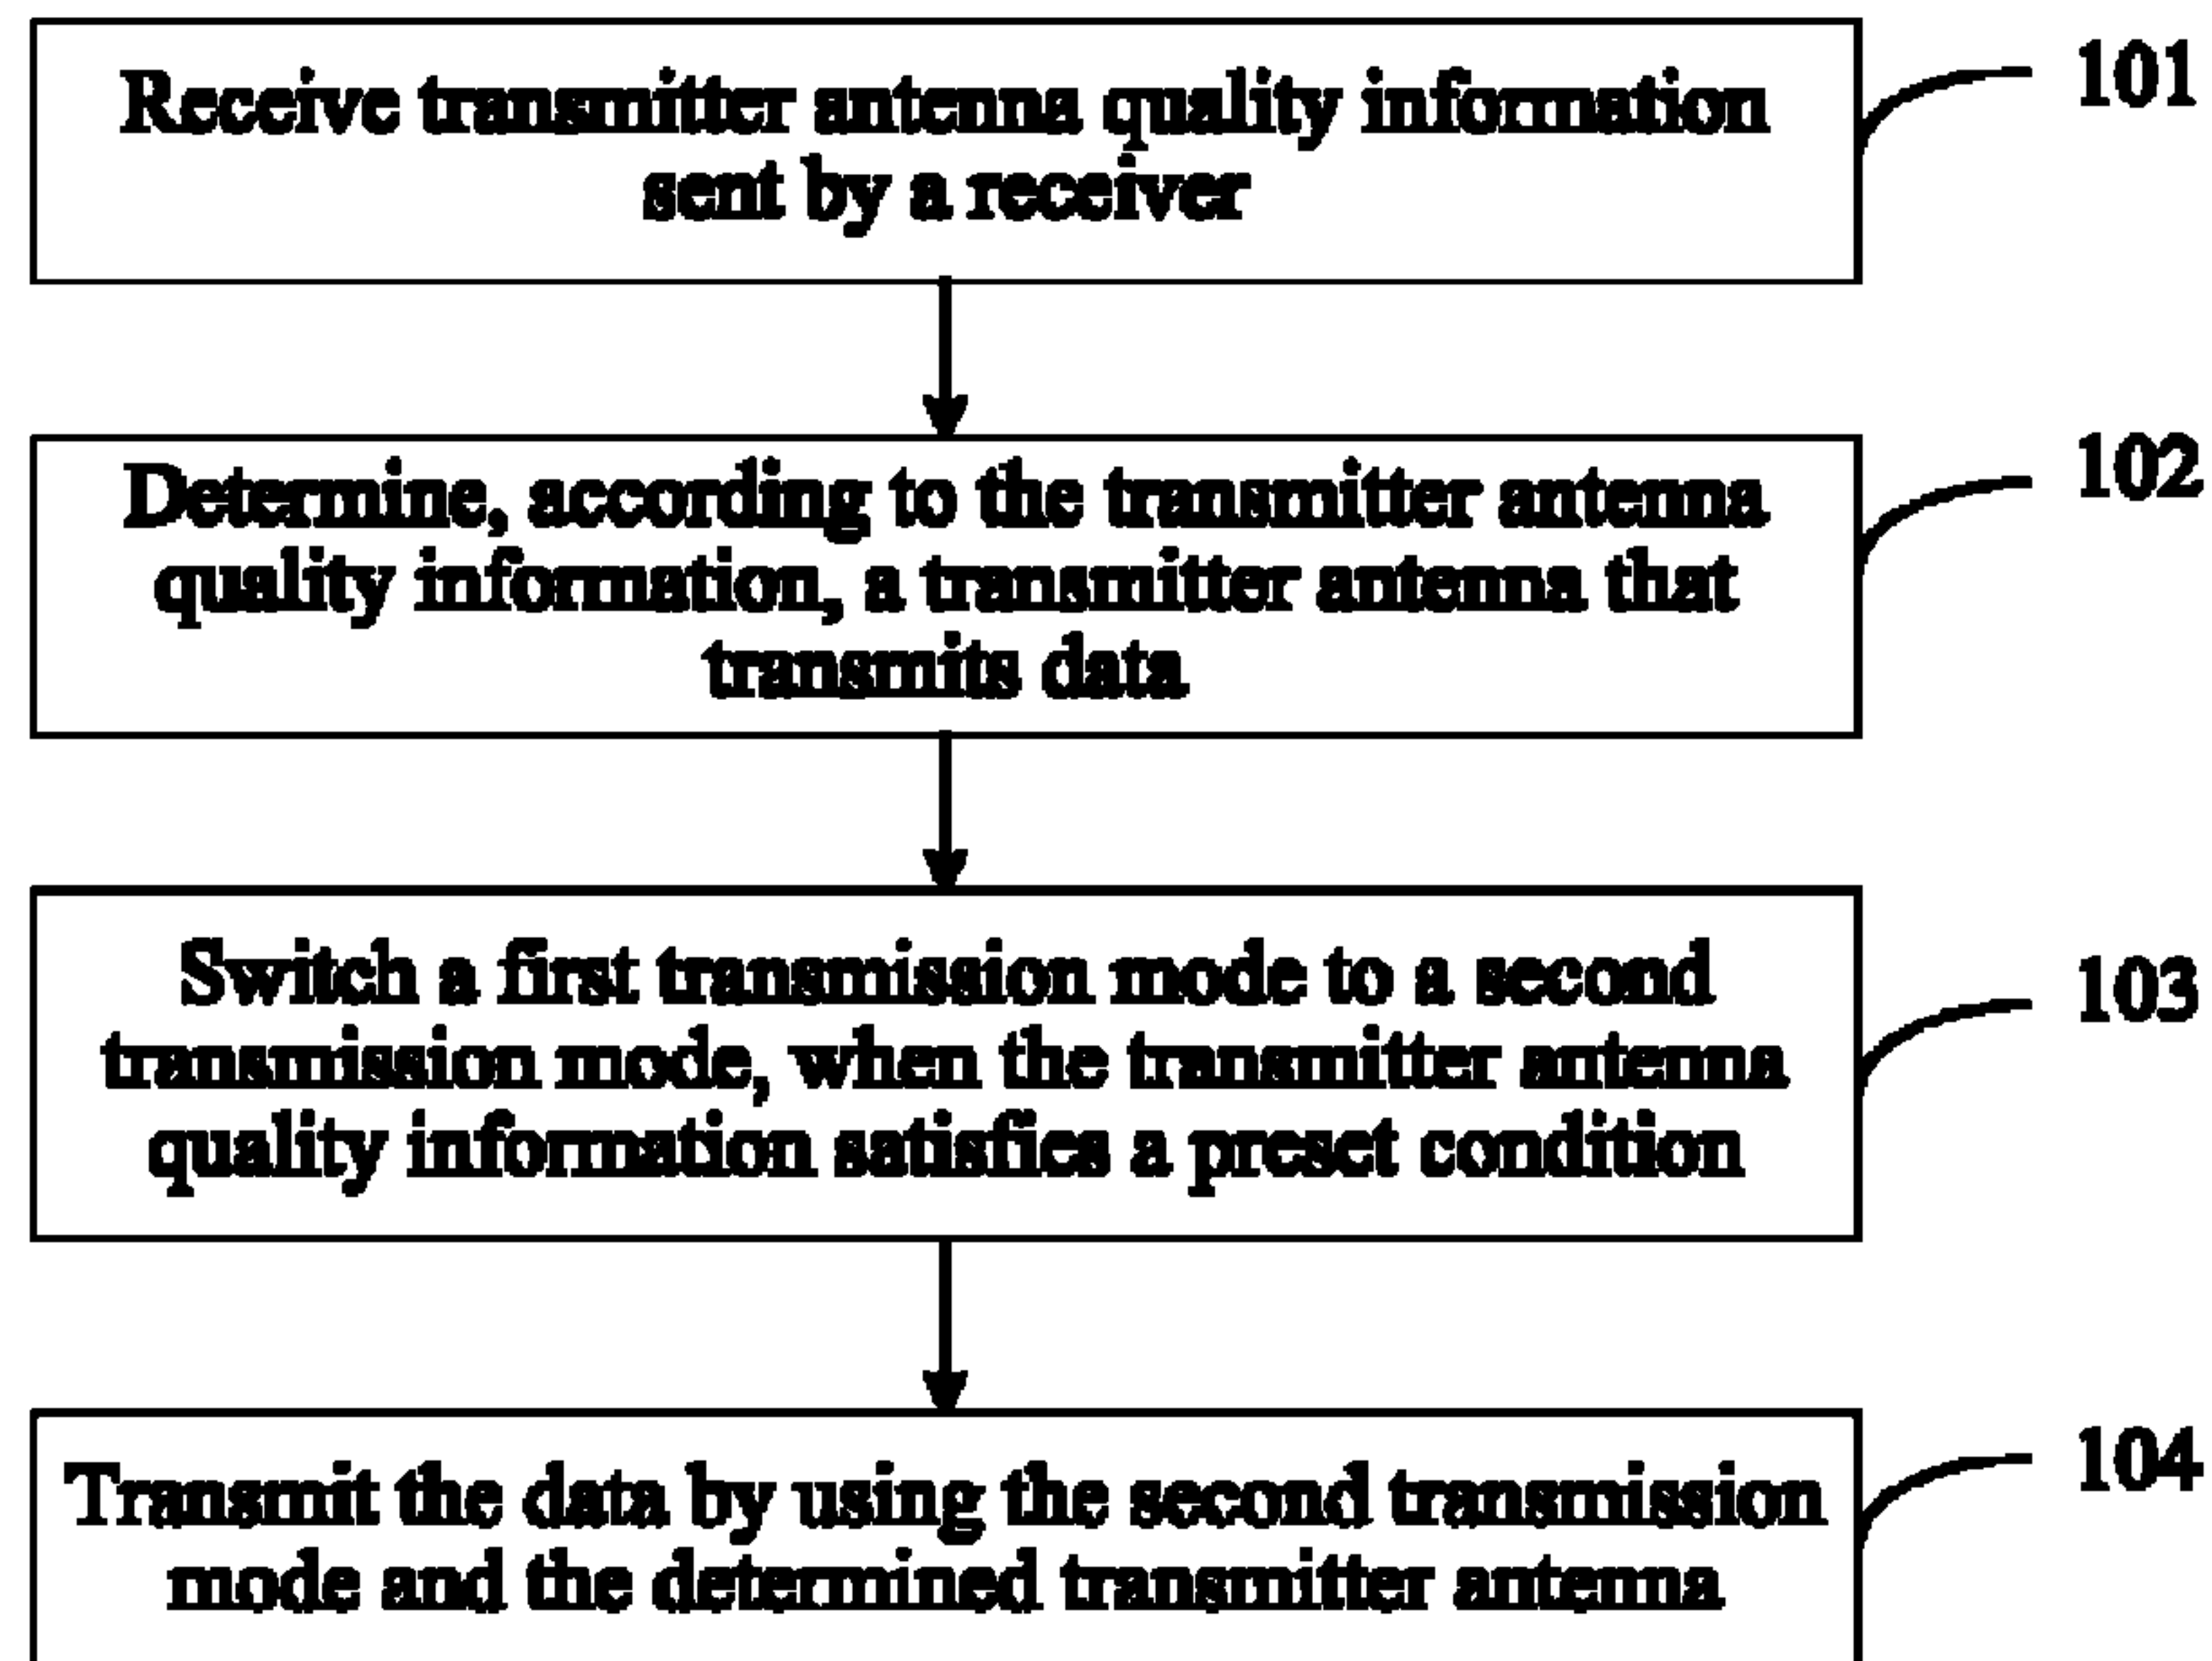 Receive transmitter antenna quality information
sent by a receiver
101
Determine, according to the transmitter antenna
quality information, a transmitter antenna that
transmits data
102
Switch a first transmission mode to a second
transmission mode, when the transmitter antenna
quality information satisfies a preset condition
103
Transmit the data by using the second transmission
mode and the determined transmitter antenna
104